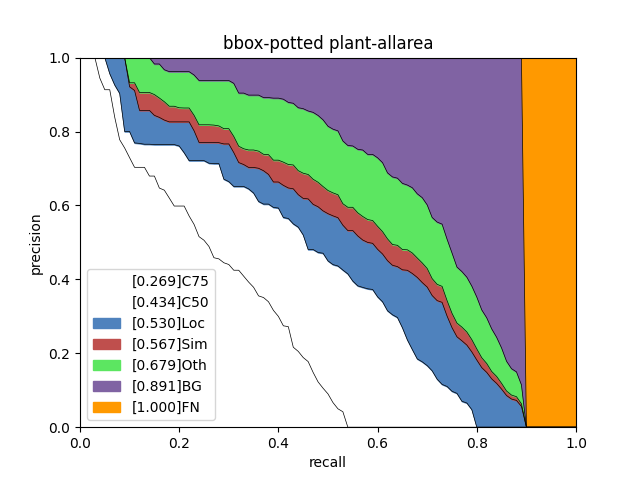 bbox-potted plant-allarea
precision
1.0
0.8
0.6
0.4
0.2
0.0
[0.269]C75
[0.434]C50
[0.530]Loc
[0.567]Sim
[0.679]Oth
[0.891]BG
[1.000]FN
0.0 0.2 0.4 0.6 0.8 1.0
recall